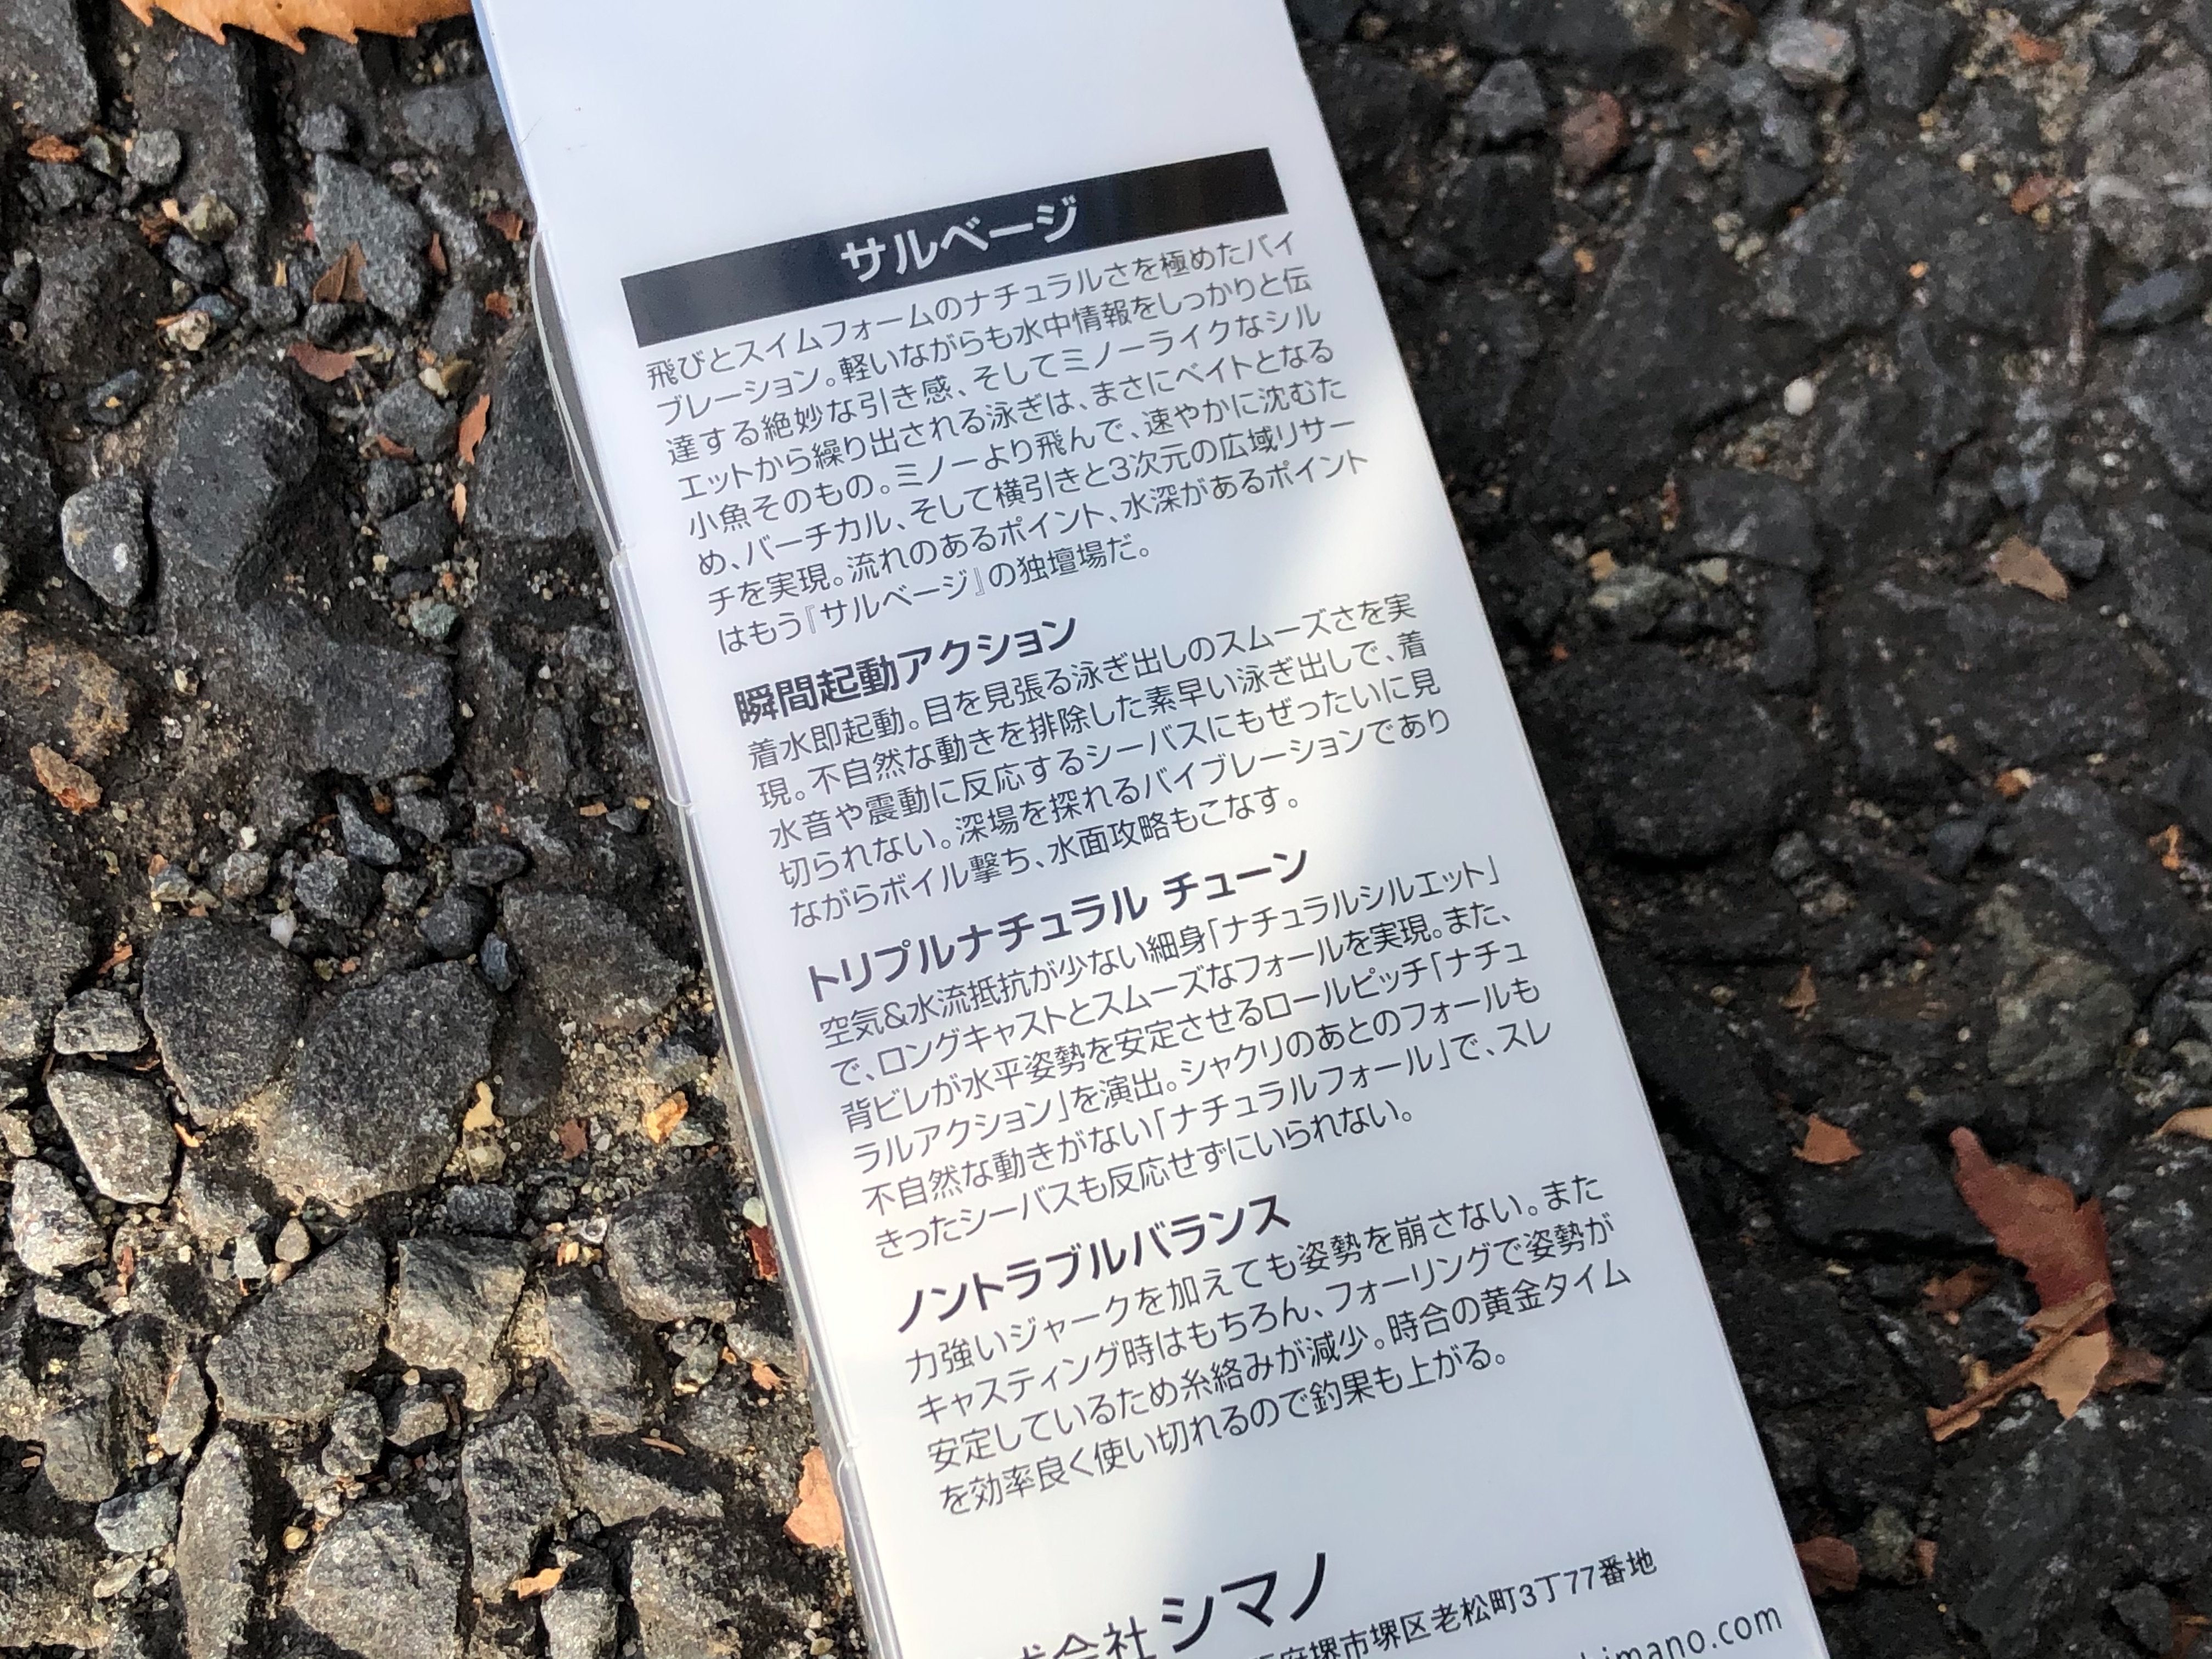 サルベージ
飛びとスイムフォームのナチュラルさを極めたバイ
ブレーション。軽いながらも水中情報をしっかりと伝
達する絶妙な引き感、そしてミノーライクなシル
エットから繰り出される泳ぎは、まさにベイトとなる
小魚そのもの。ミノーより飛んで、速やかに沈むた
め、バーチカル、そして横引きと3次元の広域リサー
チを実現。流れのあるポイント、水深があるポイント
はもう『サルベージ』の独壇場だ。
瞬間起動アクション
着水即起動。目を見張る泳ぎ出しのスムーズさを実
現。不自然な動きを排除した素早い泳ぎ出しで、着
水音や震動に反応するシーバスにもぜったいに見
切られない。深場を探れるバイブレーションであり
ながらボイル撃ち、水面攻略もこなす。
トリプルナチュラル チューン
空気&水流抵抗が少ない細身「ナチュラルシルエット」
で、ロングキャストとスムーズなフォールを実現。また、
背ビレが水平姿勢を安定させるロールピッチ「ナチュ
ラルアクション」を演出。シャクリのあとのフォールも
不自然な動きがない「ナチュラルフォール」で、スレ
きったシーバスも反応せずにいられない。
ノントラブルバランス
力強いジャークを加えても姿勢を崩さない。また
キャスティング時はもちろん、フォーリングで姿勢が
安定しているため糸絡みが減少。時合の黄金タイム
を効率良く使い切れるので釣果も上がる。
会社 シマノ
府堺市堺区老松町3丁77番地
himano.com